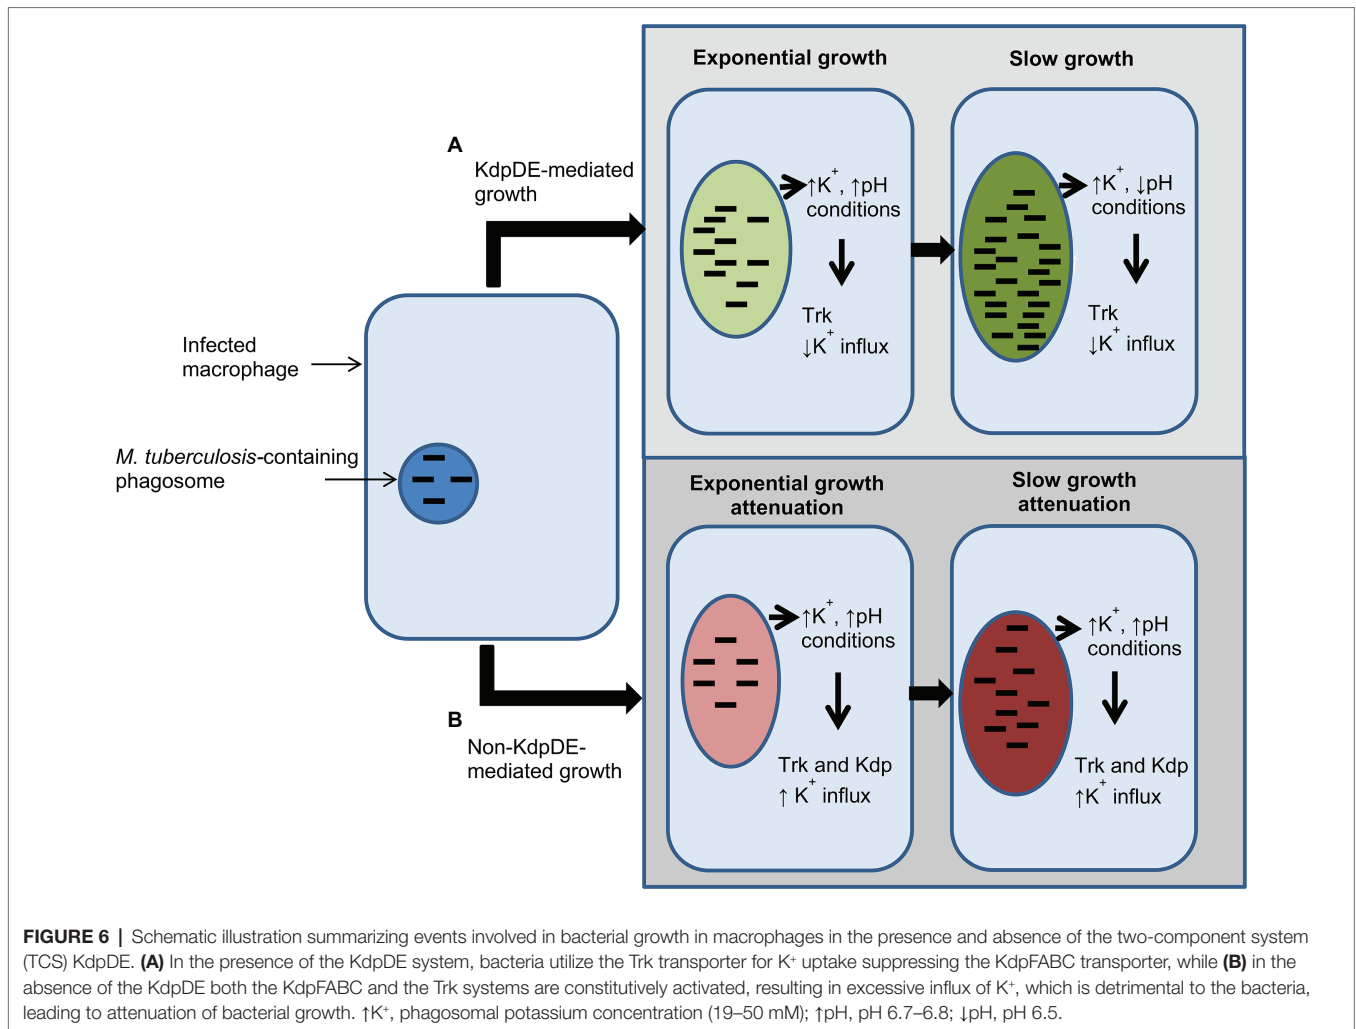 Exponential growth
Slow growth
A
KdpDE-mediated
growth
↑K+, ↑pH
conditions
Trk
↓K+ influx
↑K+, ↓pH
conditions
Trk
↓K+ influx
Infected
macrophage
M. tuberculosis-containing
phagosome
Exponential growth
attenuation
Slow growth
attenuation
↑K+, ↑pH
conditions
Trk and Kdp
↑ K+ influx
↑K+, ↑pH
conditions
Trk and Kdp
↑K+ influx
B
Non-KdpDE-
mediated growth
FIGURE 6 | Schematic illustration summarizing events involved in bacterial growth in macrophages in the presence and absence of the two-component system
(TCS) KdpDE. (A) In the presence of the KdpDE system, bacteria utilize the Trk transporter for K+ uptake suppressing the KdpFABC transporter, while (B) in the
absence of the KdpDE both the KdpFABC and the Trk systems are constitutively activated, resulting in excessive influx of K+, which is detrimental to the bacteria,
leading to attenuation of bacterial growth. ↑K+, phagosomal potassium concentration (19–50 mM); ↑pH, pH 6.7–6.8; ↓pH, pH 6.5.